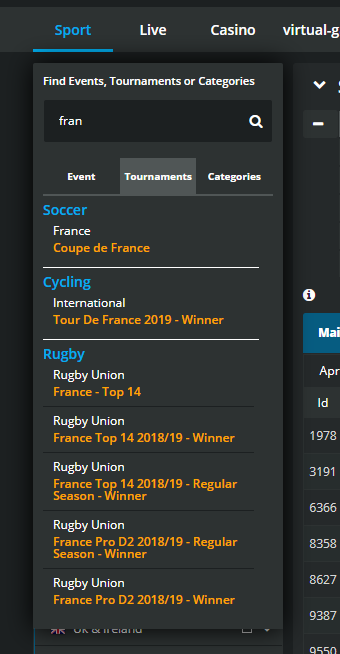 Sport Live Casino virtual-g
Find Events, Tournaments or Categories
fran
Event Tournaments Categories
Soccer
France
Coupe de France
Cycling
International
Tour De France 2019 - Winner
Rugby
Rugby Union
France - Top 14
Rugby Union
France Top 14 2018/19 - Winner
Rugby Union
France Top 14 2018/19 - Regular
Season - Winner
Rugby Union
France Pro D2 2018/19 - Regular
Season - Winner
Rugby Union
France Pro D2 2018/19 - Winner
UK & Ireland
Mai
Apr
Id
1978
3191
6366
8358
8627
9387
9550